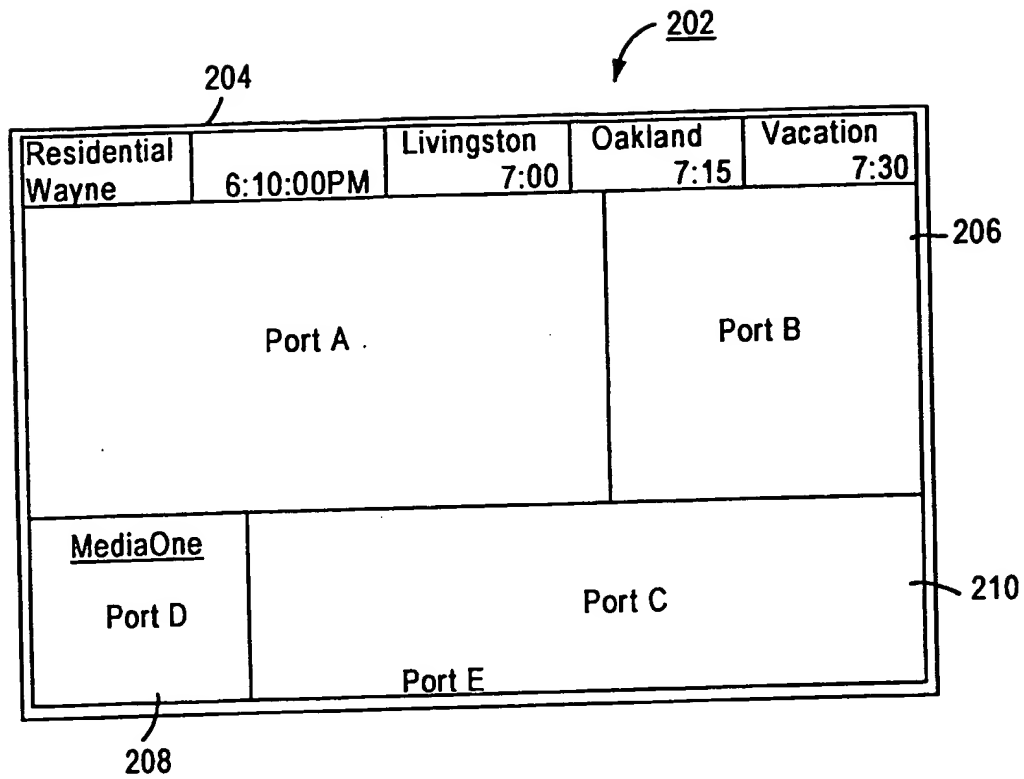 202
204
Residential
Wayne
6:10:00PM
Livingston
7:00
Oakland
7:15
Vacation
7:30
206
Port A
Port B
MediaOne
Port D
Port C
210
Port E
208